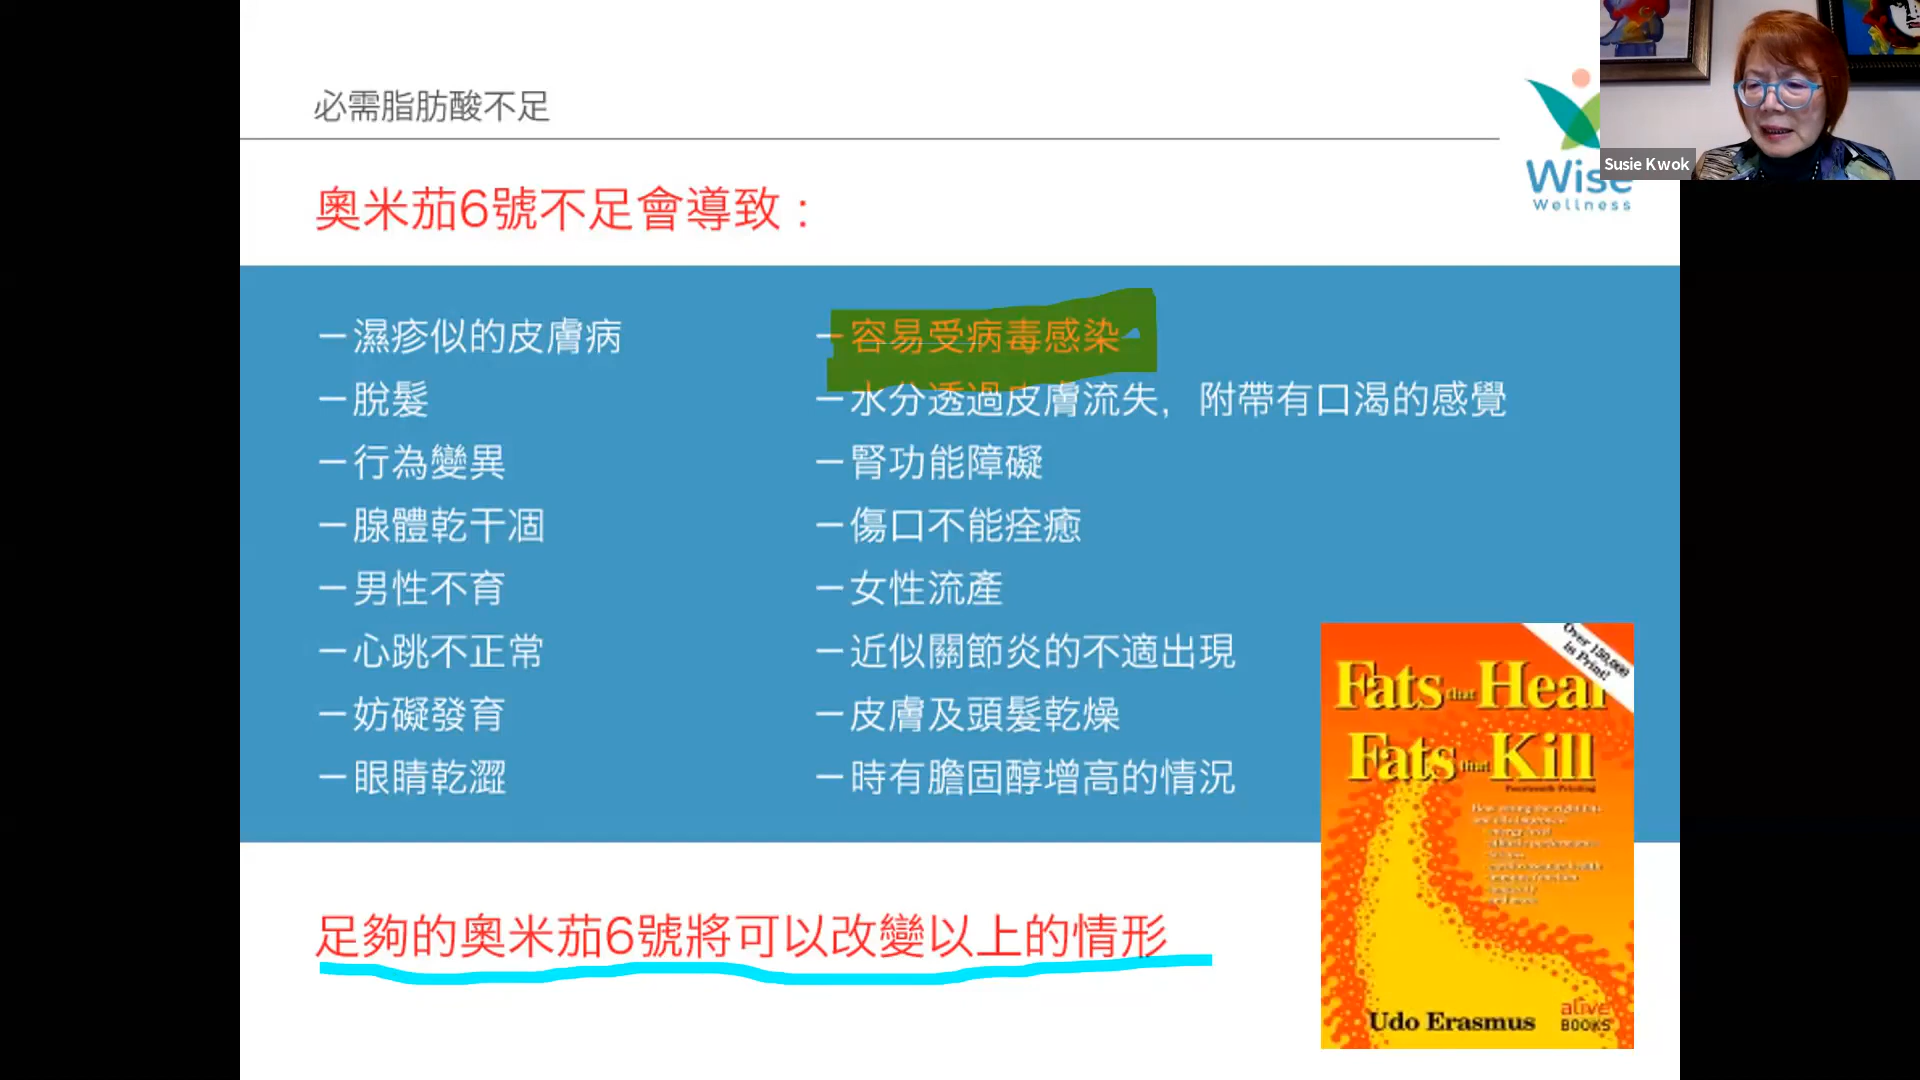 必需脂肪酸不足
Susie Kwok
Wise
Wellness
奧米茄6號不足會導致：
－濕疹似的皮膚病
－脫髮
－行為變異
－腺體乾干凅
－男性不育
－心跳不正常
－妨礙發育
－眼睛乾澀
－容易受病毒感染
－水分透過皮膚流失，附帶有口渴的感覺
－腎功能障礙
－傷口不能痊癒
－女性流產
－近似關節炎的不適出現
－皮膚及頭髮乾燥
－時有膽固醇增高的情況
Over 150,000
in Print!
Fats that Heal
Fats that Kill
Fourteenth Printing
Udo Erasmus
alive
BOOKS
足夠的奧米茄6號將可以改變以上的情形